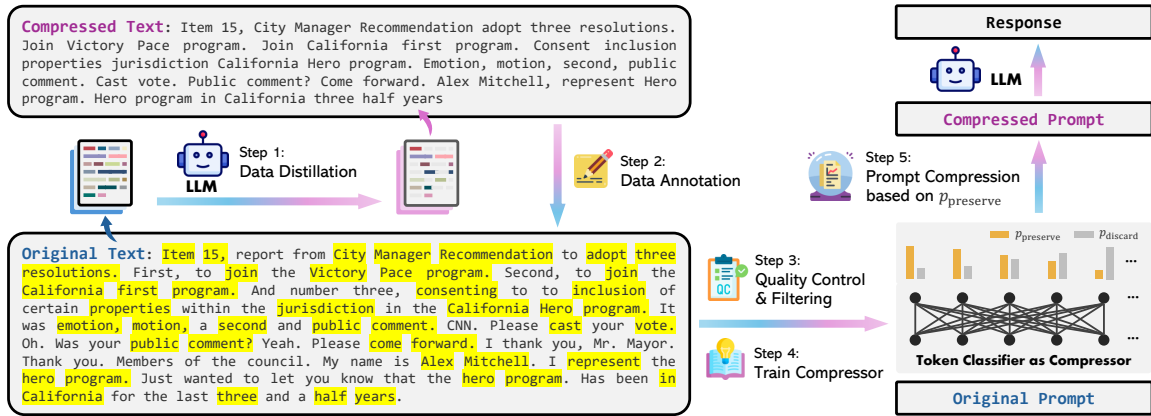 Compressed Text: Item 15, City Manager Recommendation adopt three resolutions.
Join Victory Pace program. Join California first program. Consent inclusion
properties jurisdiction California Hero program. Emotion, motion, second, public
comment. Cast vote. Public comment? Come forward. Alex Mitchell, represent Hero
program. Hero program in California three half years
LLM
Step 1:
Data Distillation
Step 2:
Data Annotation
Original Text: Item 15, report from City Manager Recommendation to adopt three
resolutions. First, to join the Victory Pace program. Second, to join the
California first program. And number three, consenting to to inclusion of
certain properties within the jurisdiction in the California Hero program. It
was emotion, motion, a second and public comment. CNN. Please cast your vote.
Oh. Was your public comment? Yeah. Please come forward. I thank you, Mr. Mayor.
Thank you. Members of the council. My name is Alex Mitchell. I represent the
hero program. Just wanted to let you know that the hero program. Has been in
California for the last three and a half years.
QC
Step 3:
Quality Control
& Filtering
Step 4:
Train Compressor
Response
LLM
Compressed Prompt
Step 5:
Prompt Compression
based on p_preserve
p_preserve
p_discard
...
...
...
Token Classifier as Compressor
Original Prompt